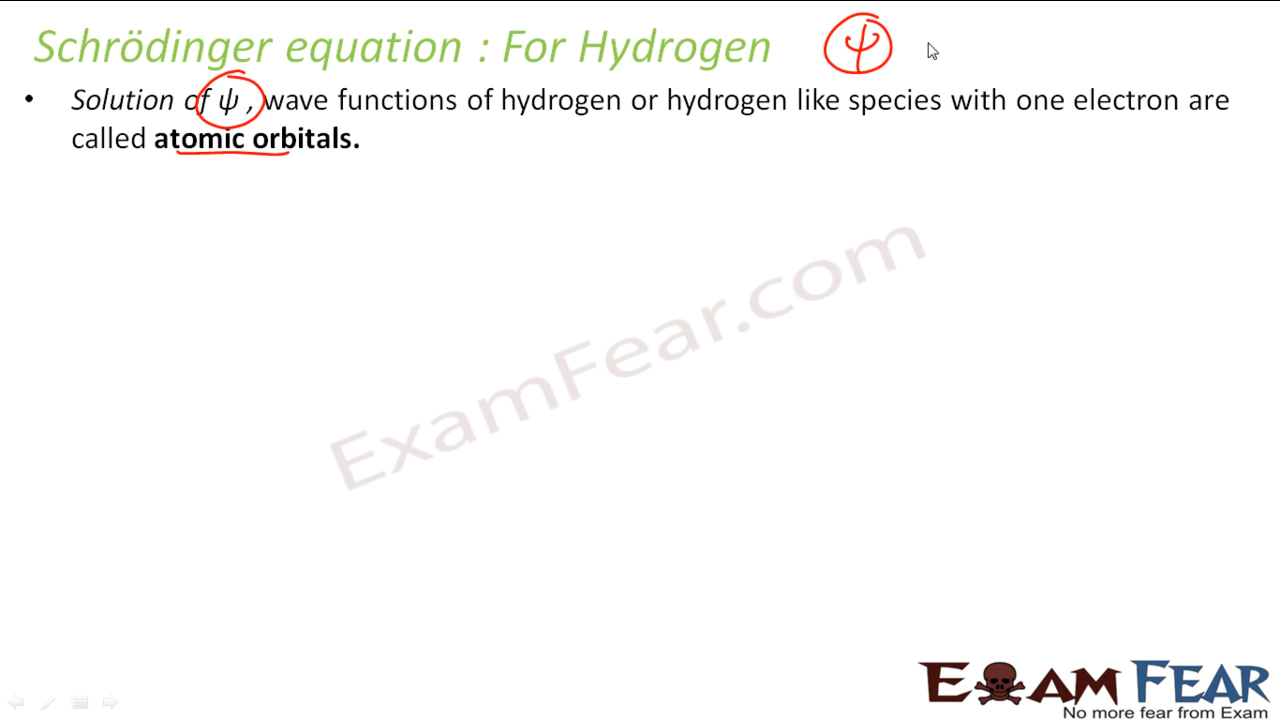 Schrödinger equation : For Hydrogen ψ
• Solution of ψ , wave functions of hydrogen or hydrogen like species with one electron are
called atomic orbitals.
ExamFear.com
EXAM FEAR
No more fear from Exam